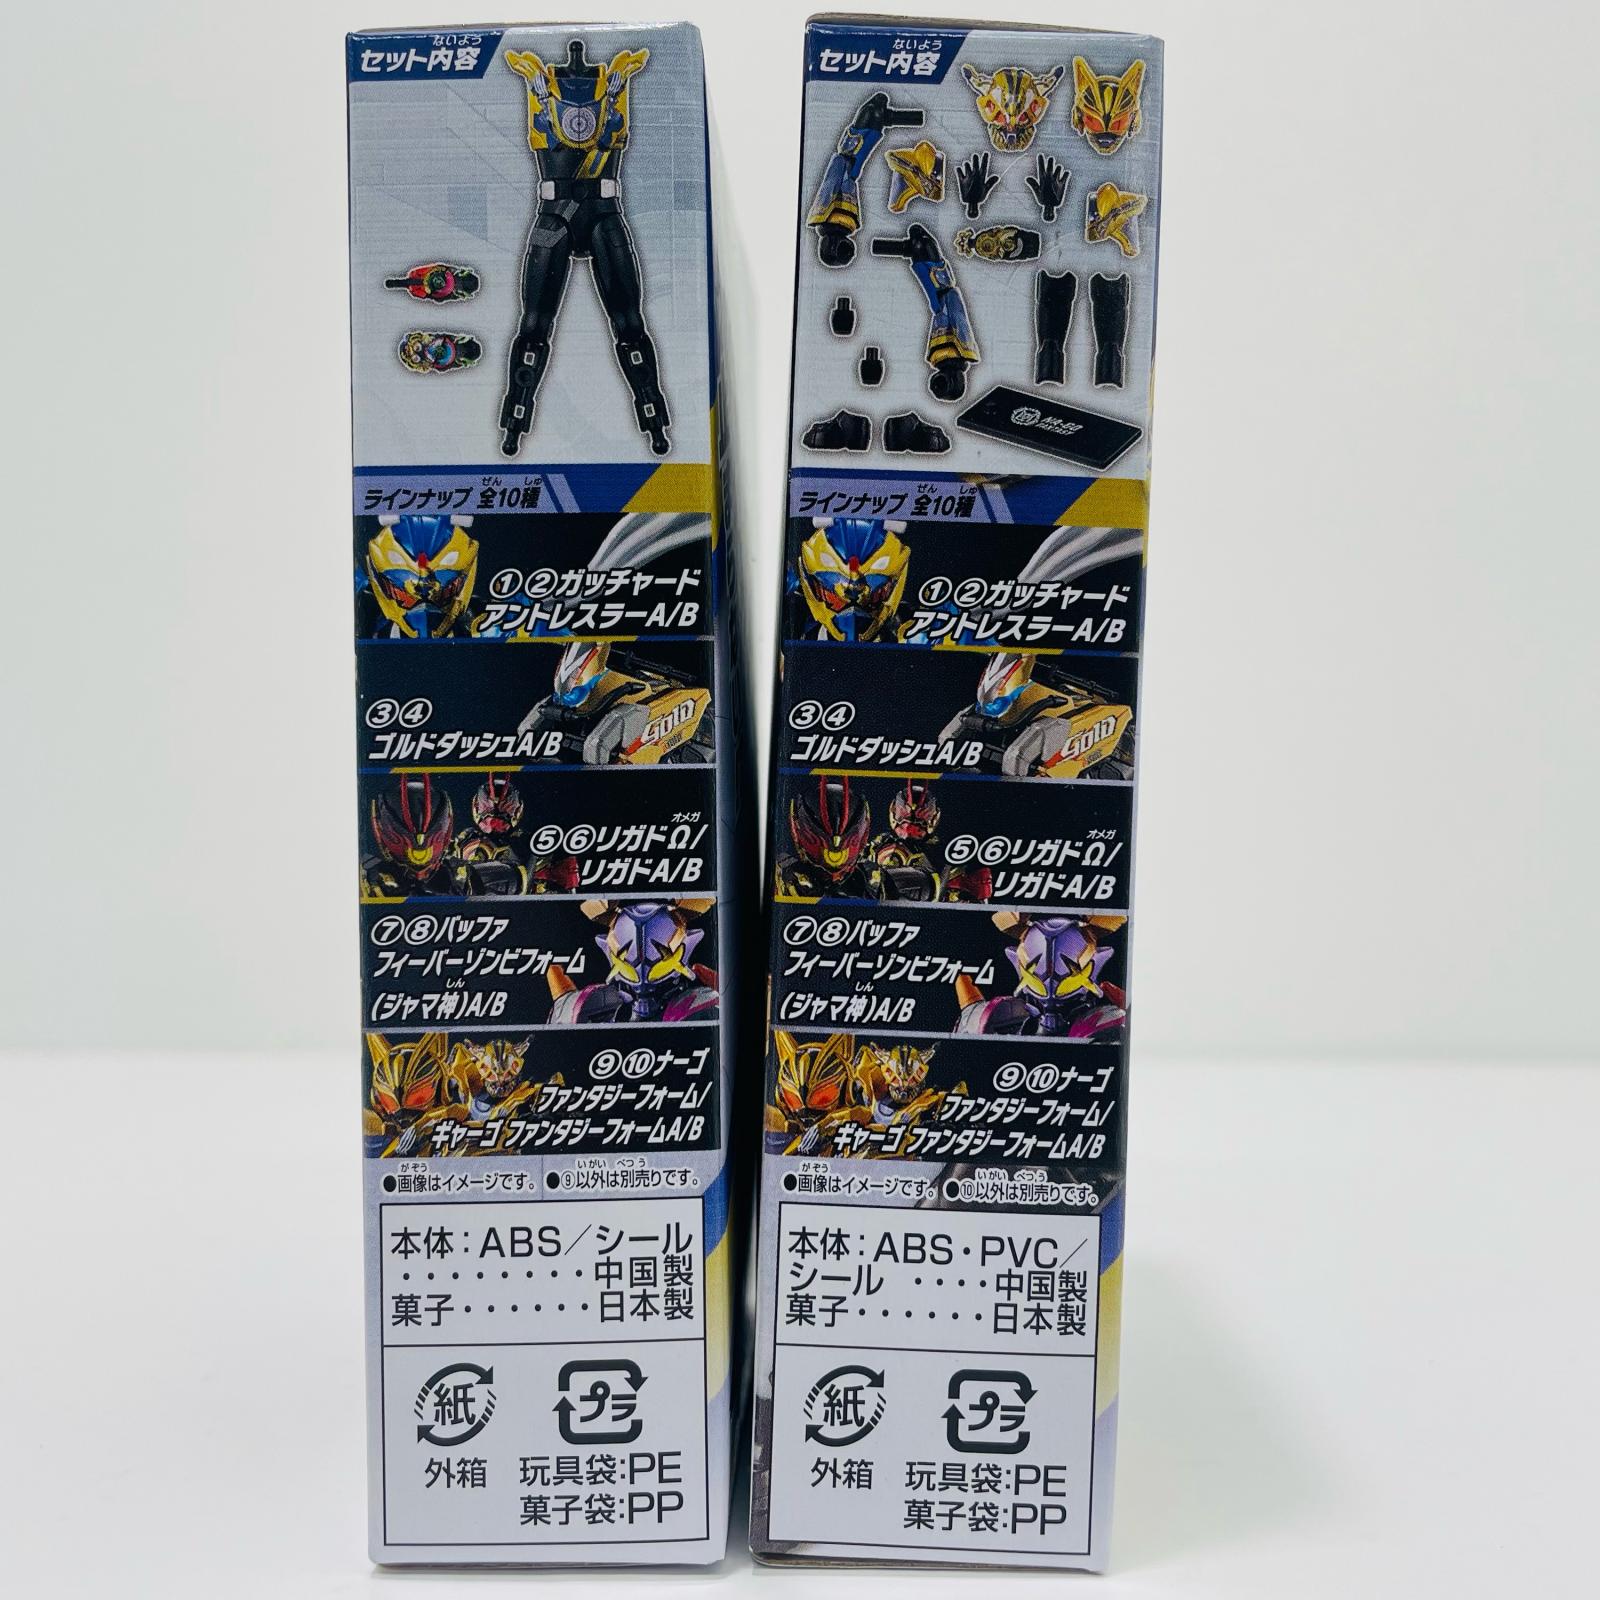 ないよう
セット内容
ぜん しゅ
ラインナップ 全10種
①②ガッチャード
アントレスラーA/B
GOLD
③④
ゴルドダッシュA/B
オメガ
⑤⑥リガドΩ/
リガドA/B
⑦⑧バッファ
フィーバーゾンビフォーム
しん
(ジャマ神)A/B
⑨⑩ナーゴ
ファンタジーフォーム/
ギャーゴ ファンタジーフォームA/B
がぞう いがい べつう
●画像はイメージです。 ●⑨以外は別売りです。
本体:ABS/シール
・・・・・・・・中国製
菓子・・・・・・日本製
紙 プラ
外箱 玩具袋:PE
菓子袋:PP
ないよう
セット内容
NA-GO
FANTASY
ぜん しゅ
ラインナップ 全10種
①②ガッチャード
アントレスラーA/B
GOLD
③④
ゴルドダッシュA/B
オメガ
⑤⑥リガドΩ/
リガドA/B
⑦⑧バッファ
フィーバーゾンビフォーム
しん
(ジャマ神)A/B
⑨⑩ナーゴ
ファンタジーフォーム/
ギャーゴ ファンタジーフォームA/B
がぞう いがい べつう
●画像はイメージです。 ●⑩以外は別売りです。
本体:ABS・PVC/
シール ・・・・中国製
菓子・・・・・・日本製
紙 プラ
外箱 玩具袋:PE
菓子袋:PP